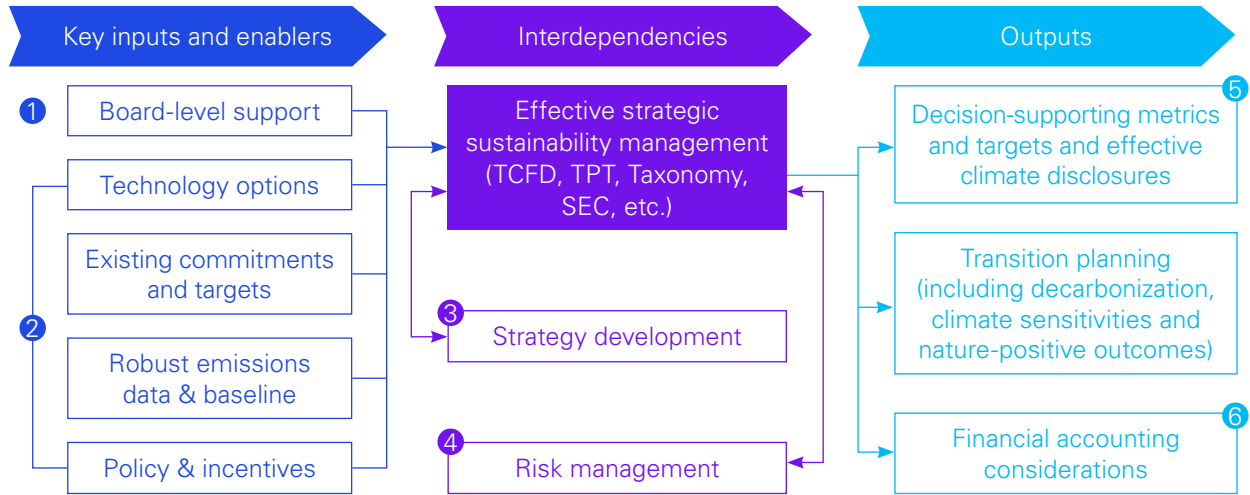 Key inputs and enablers
Interdependencies
Outputs
1
Board-level support
Technology options
Existing commitments
and targets
2
Robust emissions
data & baseline
Policy & incentives
Effective strategic
sustainability management
(TCFD, TPT, Taxonomy,
SEC, etc.)
3
Strategy development
4
Risk management
5
Decision-supporting metrics
and targets and effective
climate disclosures
Transition planning
(including decarbonization,
climate sensitivities and
nature-positive outcomes)
6
Financial accounting
considerations